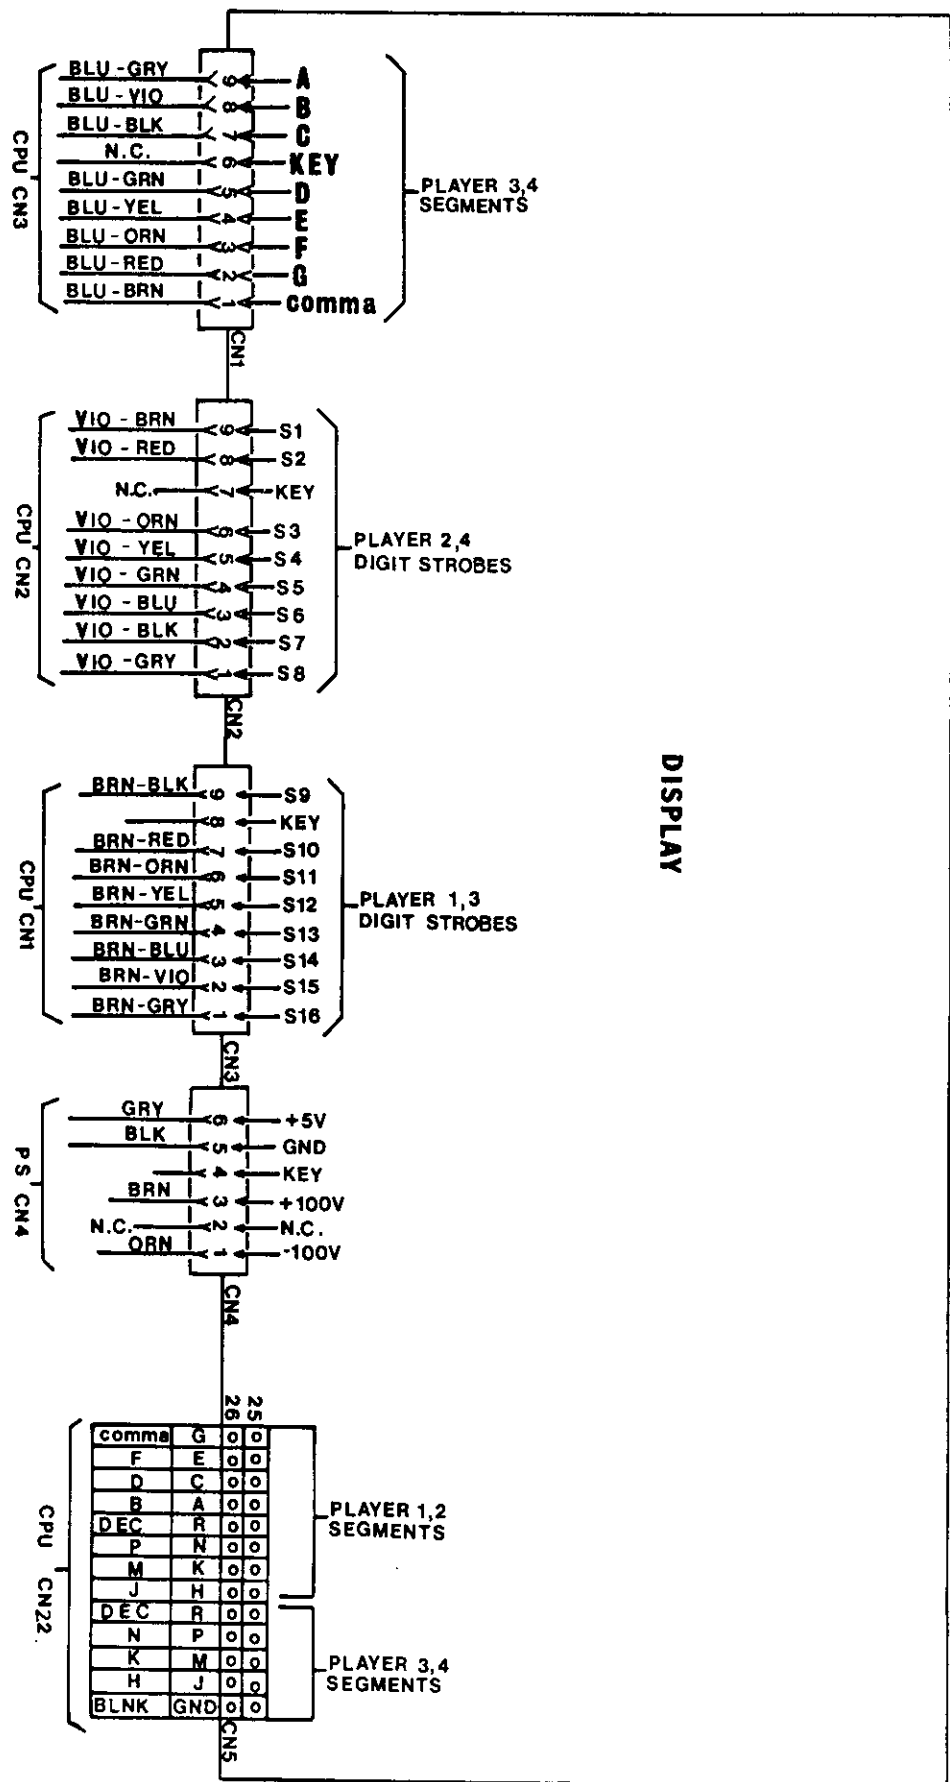 BLU-GRY 9 A
BLU-VIO 8 B
BLU-BLK 7 C
N.C. 6 KEY
BLU-GRN 5 D
BLU-YEL 4 E
BLU-ORN 3 F
BLU-RED 2 G
BLU-BRN 1 comma
CPU CN3
PLAYER 3,4
SEGMENTS
CN1
VIO - BRN 9 S1
VIO - RED 8 S2
N.C. 7 KEY
VIO - ORN 6 S3
VIO - YEL 5 S4
VIO - GRN 4 S5
VIO - BLU 3 S6
VIO - BLK 2 S7
VIO - GRY 1 S8
CPU CN2
PLAYER 2,4
DIGIT STROBES
CN2
DISPLAY
BRN-BLK 9 S9
8 KEY
BRN-RED 7 S10
BRN-ORN 6 S11
BRN-YEL 5 S12
BRN-GRN 4 S13
BRN-BLU 3 S14
BRN-VIO 2 S15
BRN-GRY 1 S16
CPU CN1
PLAYER 1,3
DIGIT STROBES
CN3
GRY 6 +5V
BLK 5 GND
4 KEY
BRN 3 +100V
N.C. 2 N.C.
ORN 1 -100V
PS CN4
CN4
26 25
comma G
F E
D C
B A
DEC R
P N
M K
J H
DEC R
N P
K M
H J
BLNK GND
CPU CN22
PLAYER 1,2
SEGMENTS
PLAYER 3,4
SEGMENTS
CN5